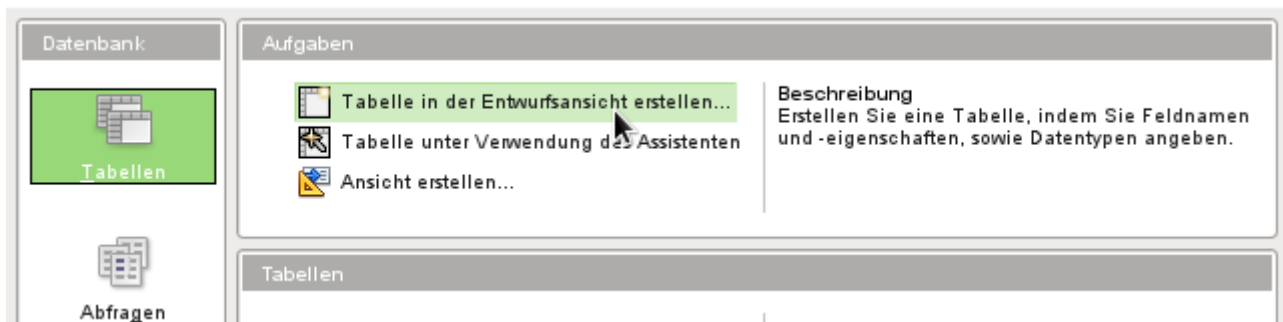 Datenbank
Tabellen
Abfragen
Aufgaben
Tabelle in der Entwurfsansicht erstellen...
Tabelle unter Verwendung des Assistenten
Ansicht erstellen...
Beschreibung
Erstellen Sie eine Tabelle, indem Sie Feldnamen
und -eigenschaften, sowie Datentypen angeben.
Tabellen